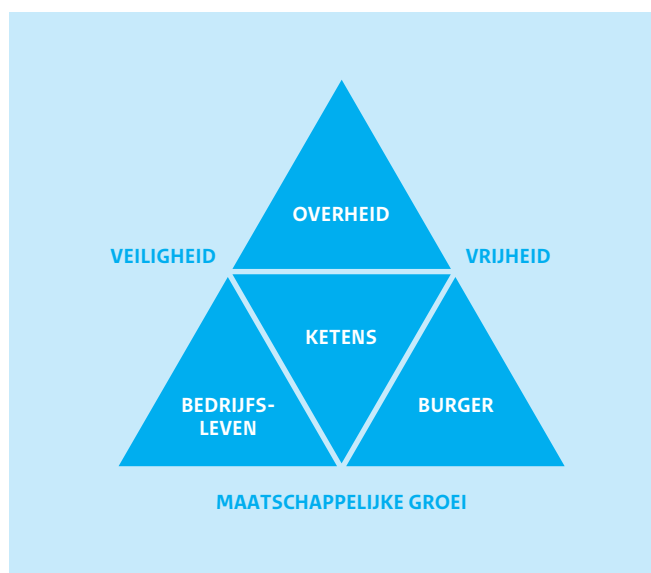 OVERHEID
VEILIGHEID
VRIJHEID
KETENS
BEDRIJFS-
LEVEN
BURGER
MAATSCHAPPELIJKE GROEI